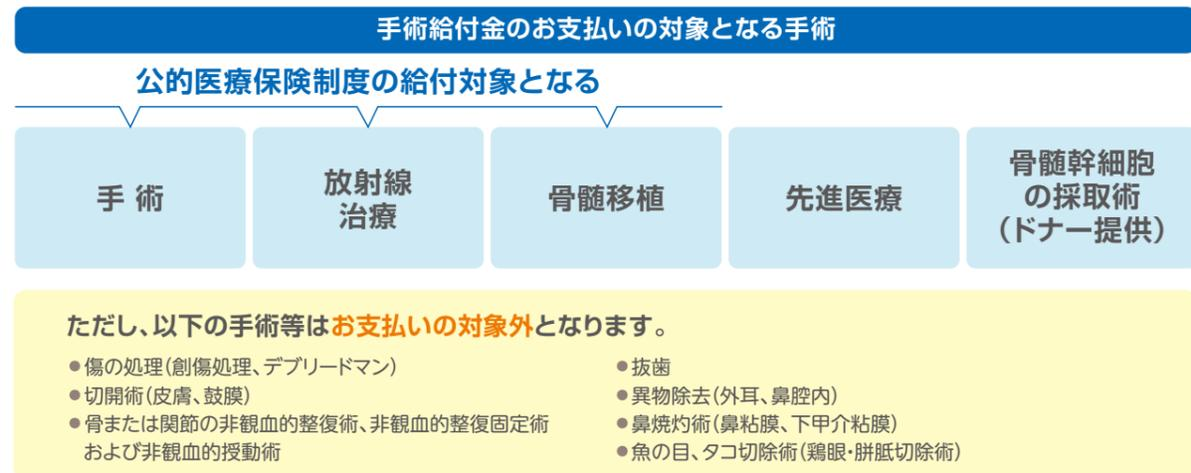 手術給付金のお支払いの対象となる手術
公的医療保険制度の給付対象となる
手 術
放射線
治療
骨髄移植
先進医療
骨髄幹細胞
の採取術
（ドナー提供）
ただし、以下の手術等はお支払いの対象外となります。
●傷の処理（創傷処理、デブリードマン）
●切開術（皮膚、鼓膜）
●骨または関節の非観血的整復術、非観血的整復固定術
および非観血的授動術
●抜歯
●異物除去（外耳、鼻腔内）
●鼻焼灼術（鼻粘膜、下甲介粘膜）
●魚の目、タコ切除術（鶏眼・胼胝切除術）